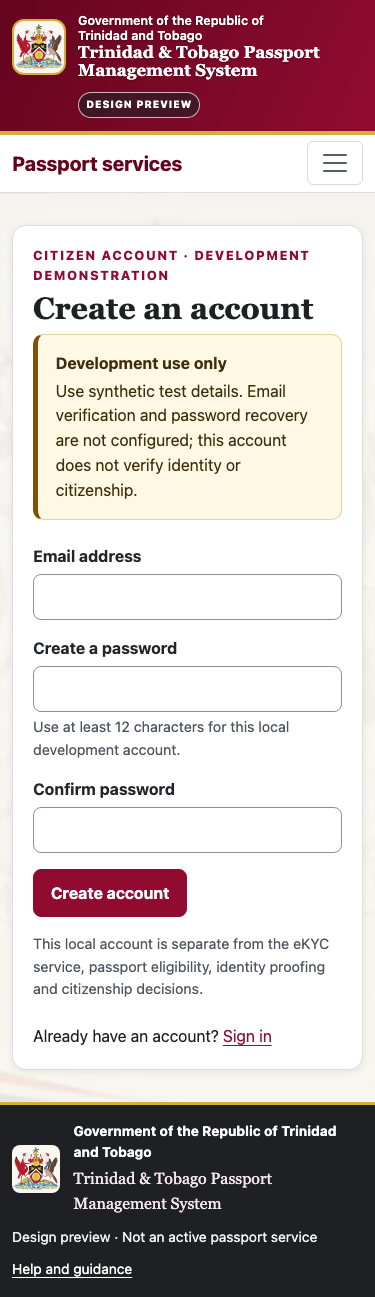 Government of the Republic of
Trinidad and Tobago
Trinidad & Tobago Passport
Management System
DESIGN PREVIEW
Passport services
CITIZEN ACCOUNT · DEVELOPMENT
DEMONSTRATION
Create an account
Development use only
Use synthetic test details. Email
verification and password recovery
are not configured; this account
does not verify identity or
citizenship.
Email address
Create a password
Use at least 12 characters for this local
development account.
Confirm password
Create account
This local account is separate from the eKYC
service, passport eligibility, identity proofing
and citizenship decisions.
Already have an account? Sign in
Government of the Republic of Trinidad
and Tobago
Trinidad & Tobago Passport
Management System
Design preview · Not an active passport service
Help and guidance